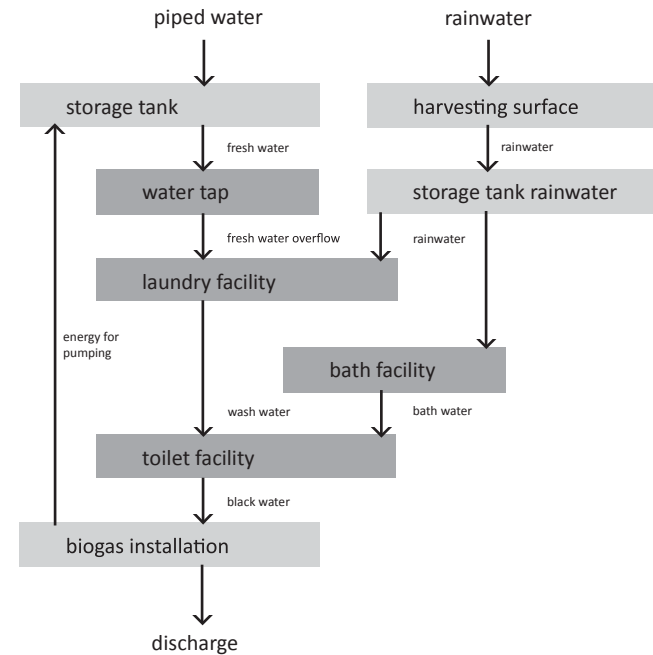 piped water
rainwater
storage tank
harvesting surface
fresh water
rainwater
water tap
storage tank rainwater
fresh water overflow
rainwater
laundry facility
energy for
pumping
bath facility
wash water
bath water
toilet facility
black water
biogas installation
discharge